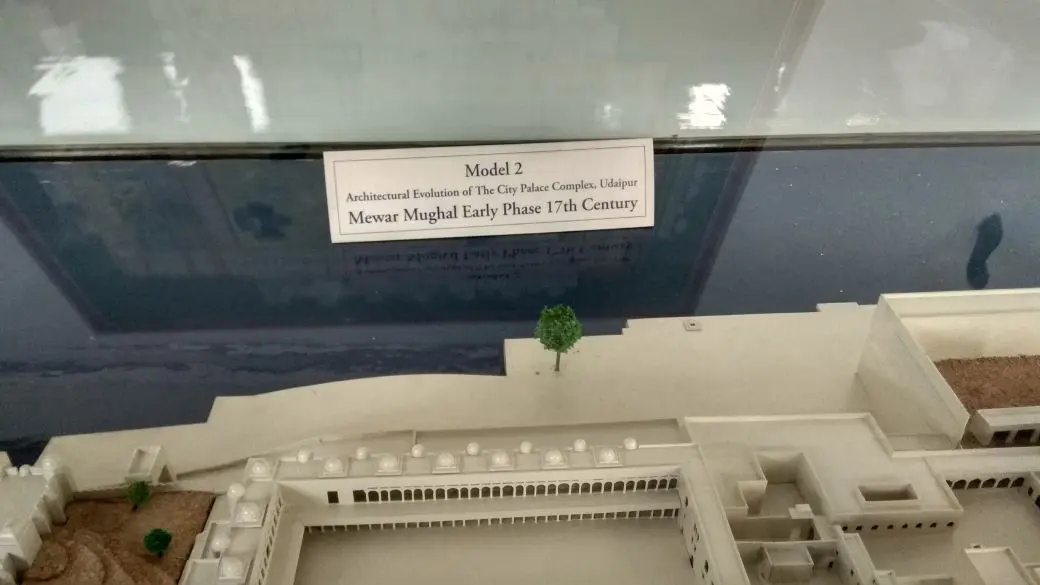 Model 2
Architectural Evolution of The City Palace Complex, Udaipur
Mewar Mughal Early Phase 17th Century